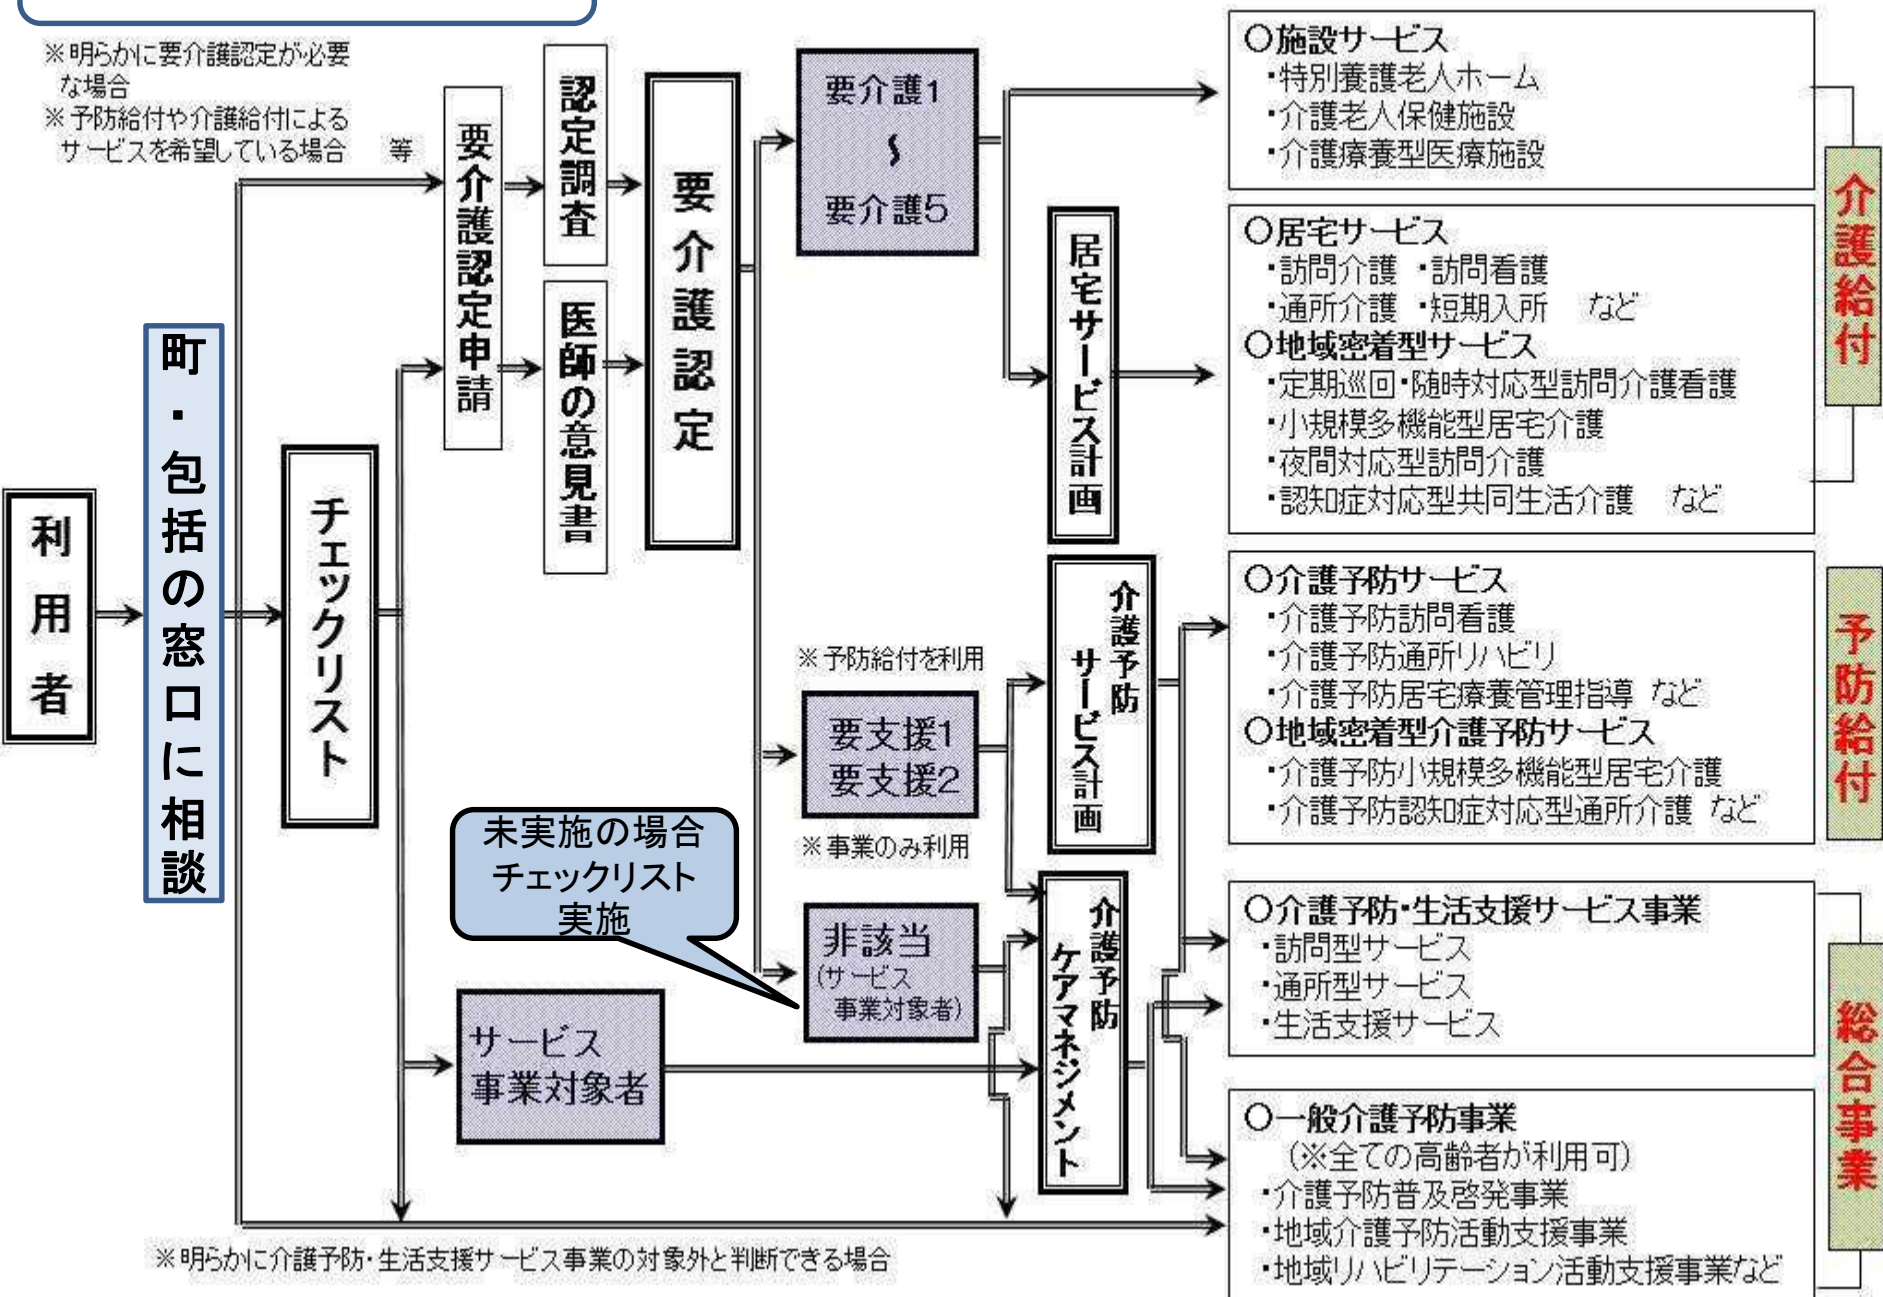 ※明らかに要介護認定が必要
な場合
※予防給付や介護給付による
サービスを希望している場合 等
利用者
町・包括の窓口に相談
チェックリスト
要介護認定申請
認定調査
医師の意見書
要介護認定
要介護1
〜
要介護5
※予防給付を利用
要支援1
要支援2
※事業のみ利用
未実施の場合
チェックリスト
実施
非該当
(サービス
事業対象者)
サービス
事業対象者
居宅サービス計画
介護予防
サービス計画
介護予防
ケアマネジメント
○施設サービス
・特別養護老人ホーム
・介護老人保健施設
・介護療養型医療施設
○居宅サービス
・訪問介護 ・訪問看護
・通所介護 ・短期入所 など
○地域密着型サービス
・定期巡回・随時対応型訪問介護看護
・小規模多機能型居宅介護
・夜間対応型訪問介護
・認知症対応型共同生活介護 など
介護給付
○介護予防サービス
・介護予防訪問看護
・介護予防通所リハビリ
・介護予防居宅療養管理指導 など
○地域密着型介護予防サービス
・介護予防小規模多機能型居宅介護
・介護予防認知症対応型通所介護 など
予防給付
○介護予防・生活支援サービス事業
・訪問型サービス
・通所型サービス
・生活支援サービス
○一般介護予防事業
(※全ての高齢者が利用可)
・介護予防普及啓発事業
・地域介護予防活動支援事業
・地域リハビリテーション活動支援事業など
総合事業
※明らかに介護予防・生活支援サービス事業の対象外と判断できる場合